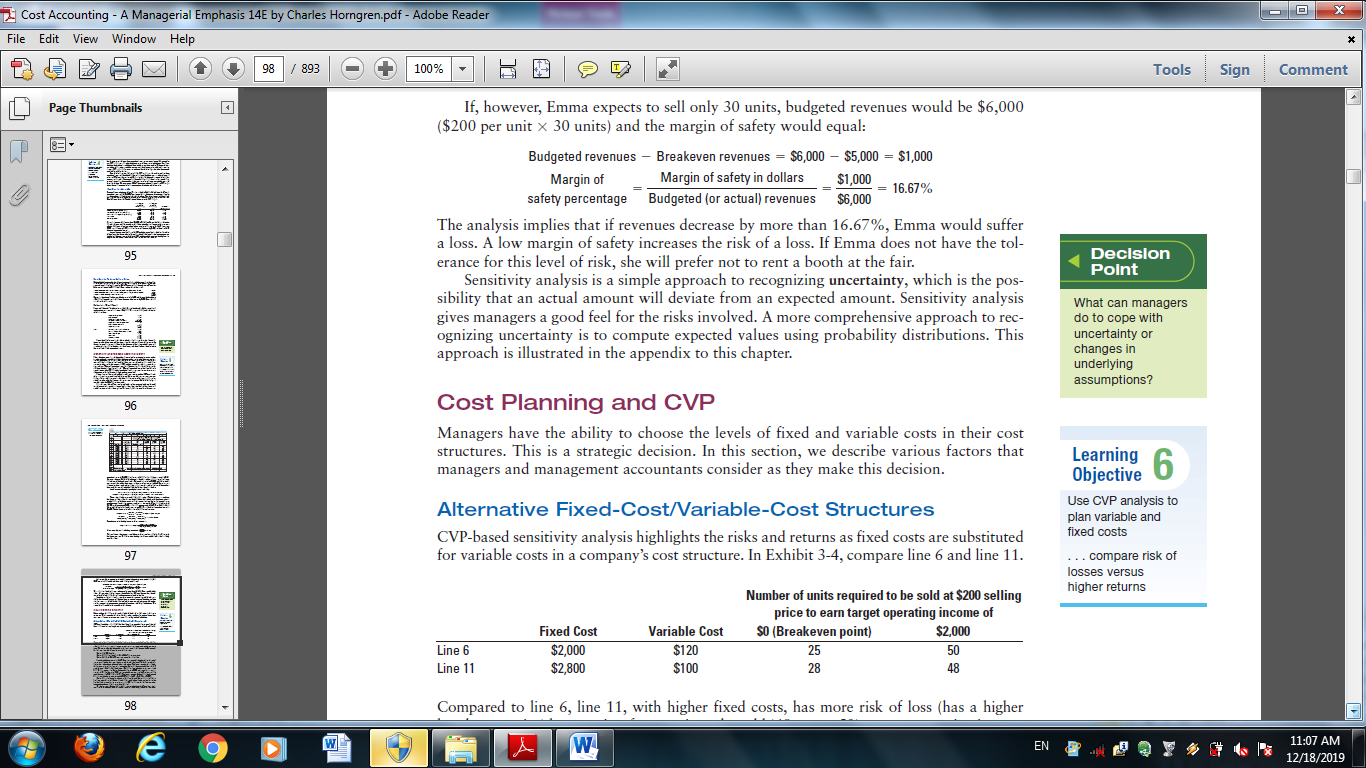 Cost Accounting - A Managerial Emphasis 14E by Charles Horngren.pdf - Adobe Reader
File Edit View Window Help
98 / 893
100%
Tools Sign Comment
Page Thumbnails
95
96
97
98
If, however, Emma expects to sell only 30 units, budgeted revenues would be $6,000
($200 per unit × 30 units) and the margin of safety would equal:
Budgeted revenues − Breakeven revenues = $6,000 − $5,000 = $1,000
Margin of safety percentage = Margin of safety in dollars / Budgeted (or actual) revenues = $1,000 / $6,000 = 16.67%
The analysis implies that if revenues decrease by more than 16.67%, Emma would suffer
a loss. A low margin of safety increases the risk of a loss. If Emma does not have the tol-
erance for this level of risk, she will prefer not to rent a booth at the fair.
Sensitivity analysis is a simple approach to recognizing uncertainty, which is the pos-
sibility that an actual amount will deviate from an expected amount. Sensitivity analysis
gives managers a good feel for the risks involved. A more comprehensive approach to rec-
ognizing uncertainty is to compute expected values using probability distributions. This
approach is illustrated in the appendix to this chapter.
Decision
Point
What can managers
do to cope with
uncertainty or
changes in
underlying
assumptions?
Cost Planning and CVP
Managers have the ability to choose the levels of fixed and variable costs in their cost
structures. This is a strategic decision. In this section, we describe various factors that
managers and management accountants consider as they make this decision.
Learning
Objective 6
Use CVP analysis to
plan variable and
fixed costs
. . . compare risk of
losses versus
higher returns
Alternative Fixed-Cost/Variable-Cost Structures
CVP-based sensitivity analysis highlights the risks and returns as fixed costs are substituted
for variable costs in a company's cost structure. In Exhibit 3-4, compare line 6 and line 11.
Number of units required to be sold at $200 selling
price to earn target operating income of
Fixed Cost Variable Cost $0 (Breakeven point) $2,000
Line 6 $2,000 $120 25 50
Line 11 $2,800 $100 28 48
Compared to line 6, line 11, with higher fixed costs, has more risk of loss (has a higher
EN
11:07 AM
12/18/2019